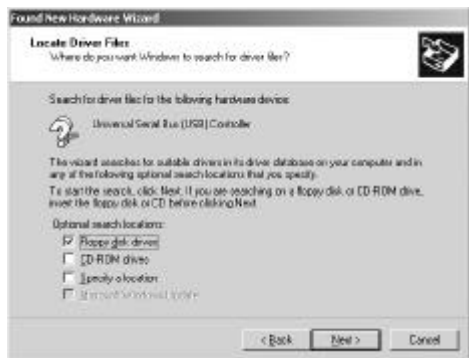 Found New Hardware Wizard
Locate Driver Files
Where do you want Windows to search for driver files?
Search for driver files for the following hardware device:
Universal Serial Bus (USB) Controller
The wizard searches for suitable drivers in its driver database on your computer and in
any of the following optional search locations that you specify.
To start the search, click Next. If you are searching on a floppy disk or CD-ROM drive,
insert the floppy disk or CD before clicking Next.
Optional search locations:
Floppy disk drives
CD-ROM drives
Specify a location
Microsoft Windows Update
< Back
Next >
Cancel